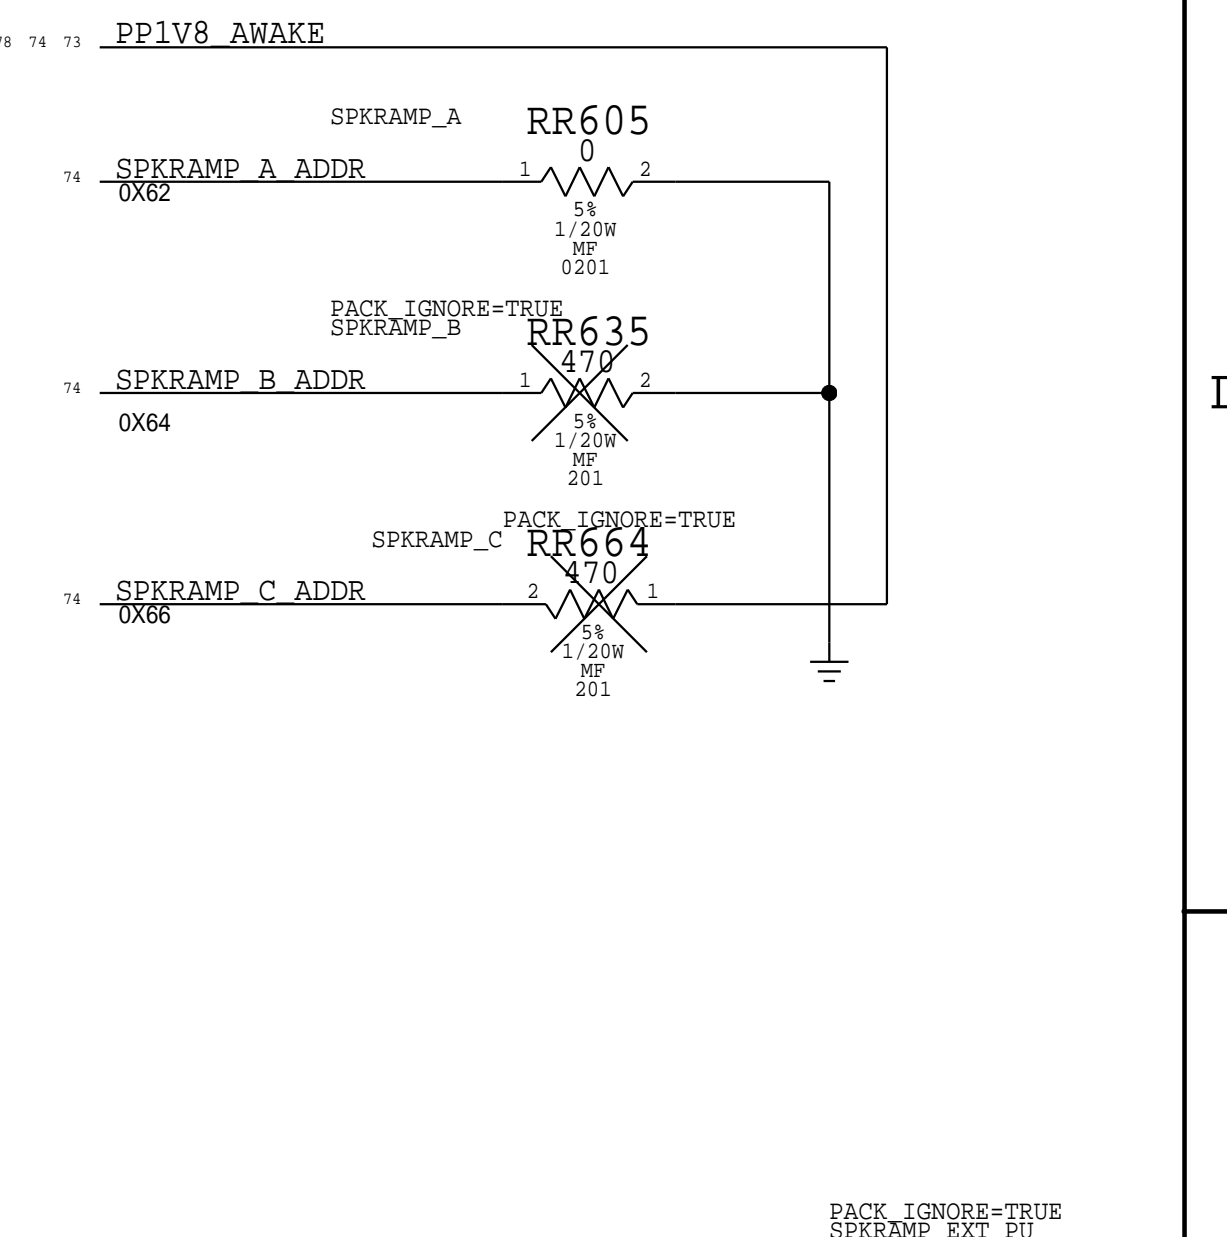 78 74 73 PP1V8_AWAKE
SPKRAMP_A RR605
0
74 SPKRAMP_A_ADDR 1 2
0X62
5%
1/20W
MF
0201
PACK_IGNORE=TRUE
SPKRAMP_B RR635
470
74 SPKRAMP_B_ADDR 1 2
0X64 5%
1/20W
MF
201
PACK_IGNORE=TRUE
SPKRAMP_C RR664
470
74 SPKRAMP_C_ADDR 2 1
0X66
5%
1/20W
MF
201
PACK_IGNORE=TRUE
SPKRAMP_EXT_PU